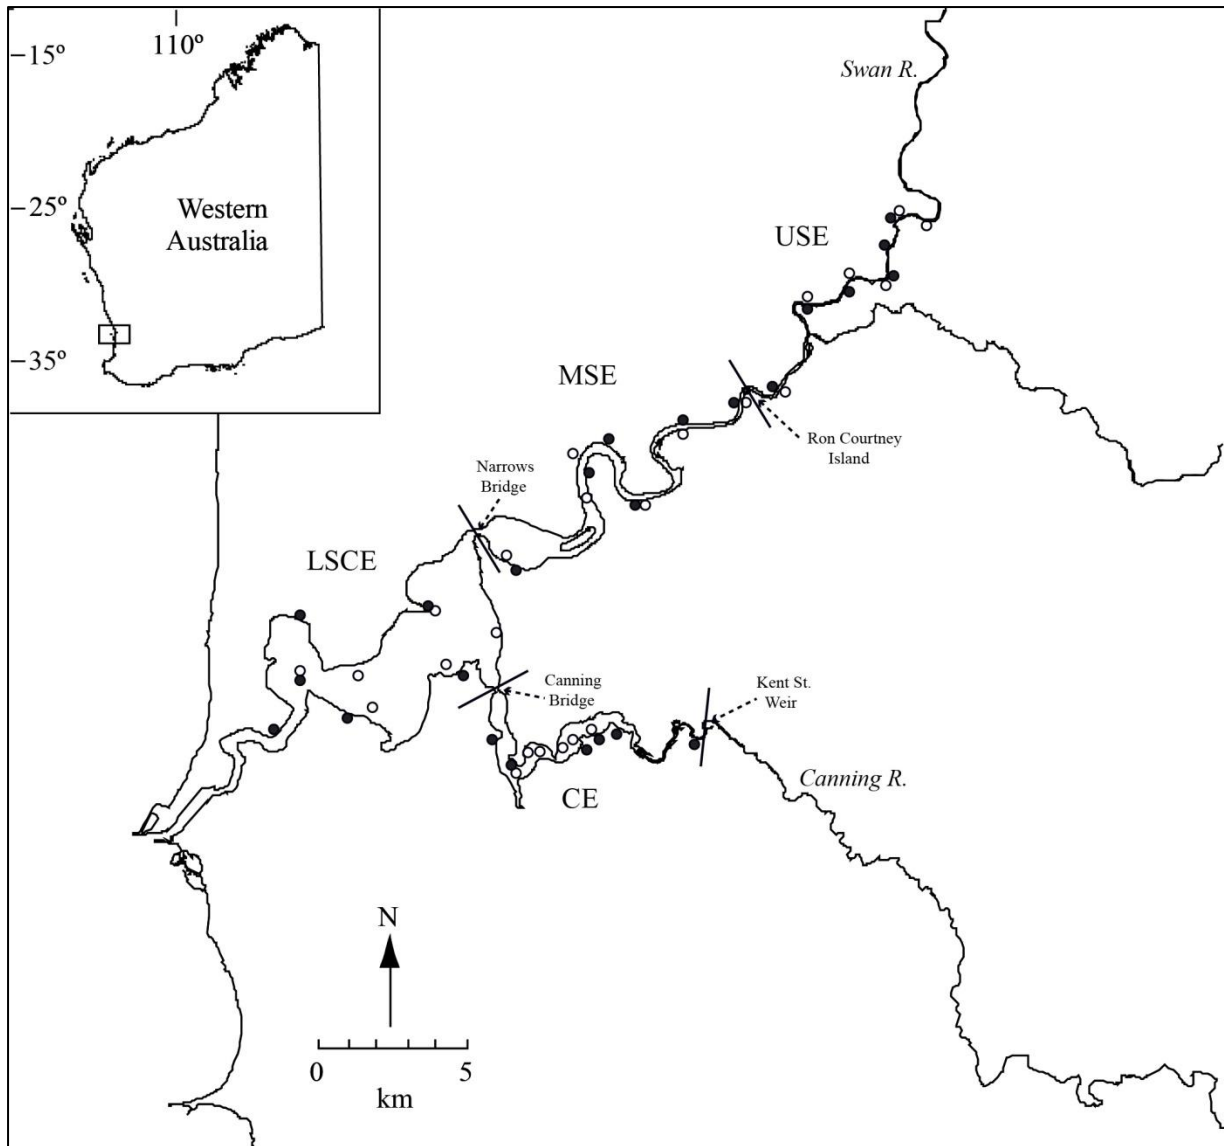 110º
15º
Western
Australia
25º
35º
Swan R.
USE
MSE
Ron Courtney
Island
Narrows
Bridge
LSCE
Canning
Bridge
Kent St.
Weir
CE
Canning R.
N
0
5
km